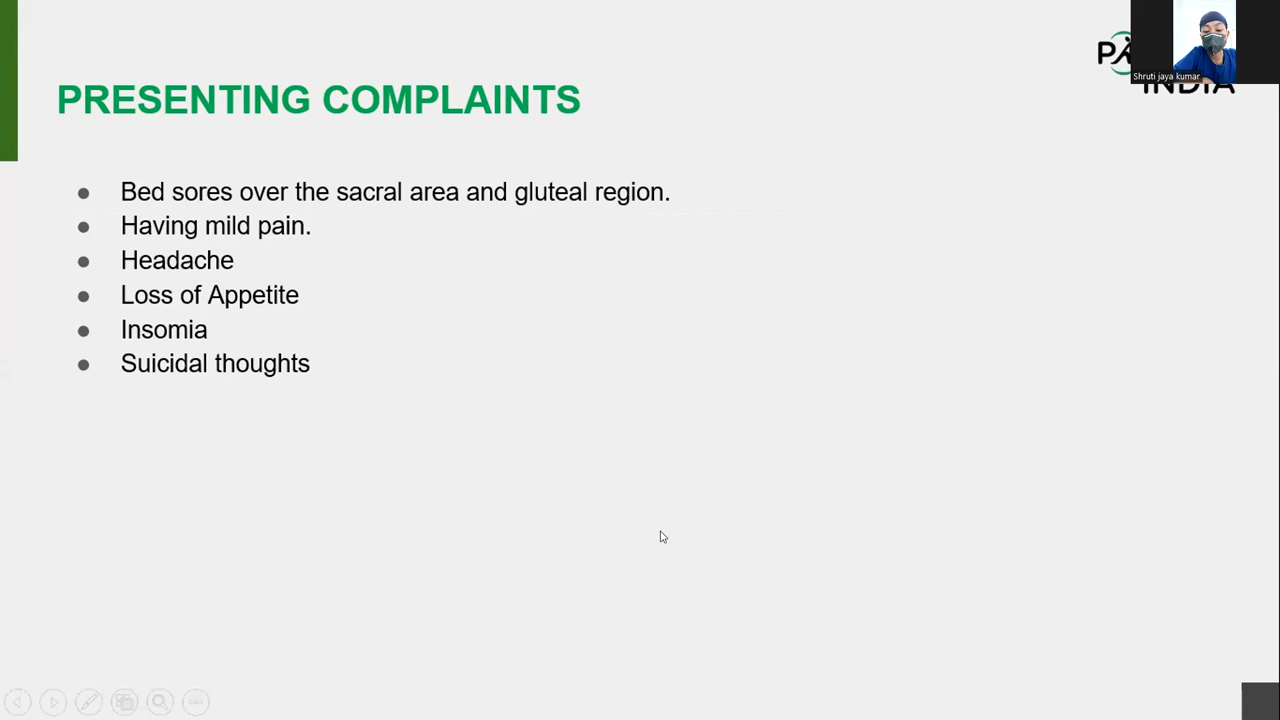 PRESENTING COMPLAINTS
Shruti jaya kumar
INDIA
● Bed sores over the sacral area and gluteal region.
● Having mild pain.
● Headache
● Loss of Appetite
● Insomia
● Suicidal thoughts